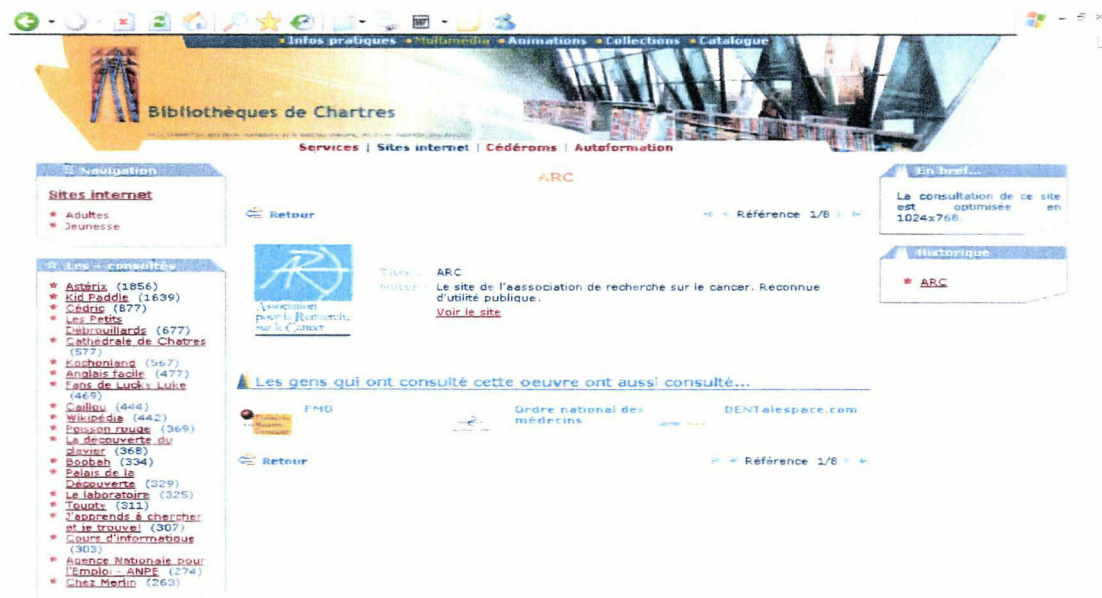 Infos pratiques Multimédia Animations Collections Catalogue
Bibliothèques de Chartres
Services | Sites internet | Cédéroms | Autoformation
Navigation
Sites internet
Adultes
Jeunesse
Les + consultés
Astérix (1856)
Kid Paddle (1639)
Cédric (877)
Les Petits
Débrouillards (677)
Cathédrale de Chatres
(577)
Kochonland (567)
Anglais facile (477)
Fans de Lucky Luke
(469)
Caillou (444)
Wikipédia (442)
Poisson rouge (369)
La découverte du
clavier (368)
Boobah (334)
Palais de la
Découverte (329)
Le laboratoire (325)
Toupty (311)
J'apprends à chercher
et je trouve! (307)
Cours d'informatique
(303)
Agence Nationale pour
l'Emploi - ANPE (274)
Chez Merlin (263)
ARC
Retour
Référence 1/8
Association
pour la Recherche
sur le Cancer
Titre : ARC
Notes : Le site de l'aassociation de recherche sur le cancer. Reconnue
d'utilité publique.
Voir le site
Les gens qui ont consulté cette oeuvre ont aussi consulté...
FMO
Ordre national des
médecins
DENTalespace.com
Retour
Référence 1/8
En bref...
La consultation de ce site
est optimisée en
1024x768.
Historique
ARC